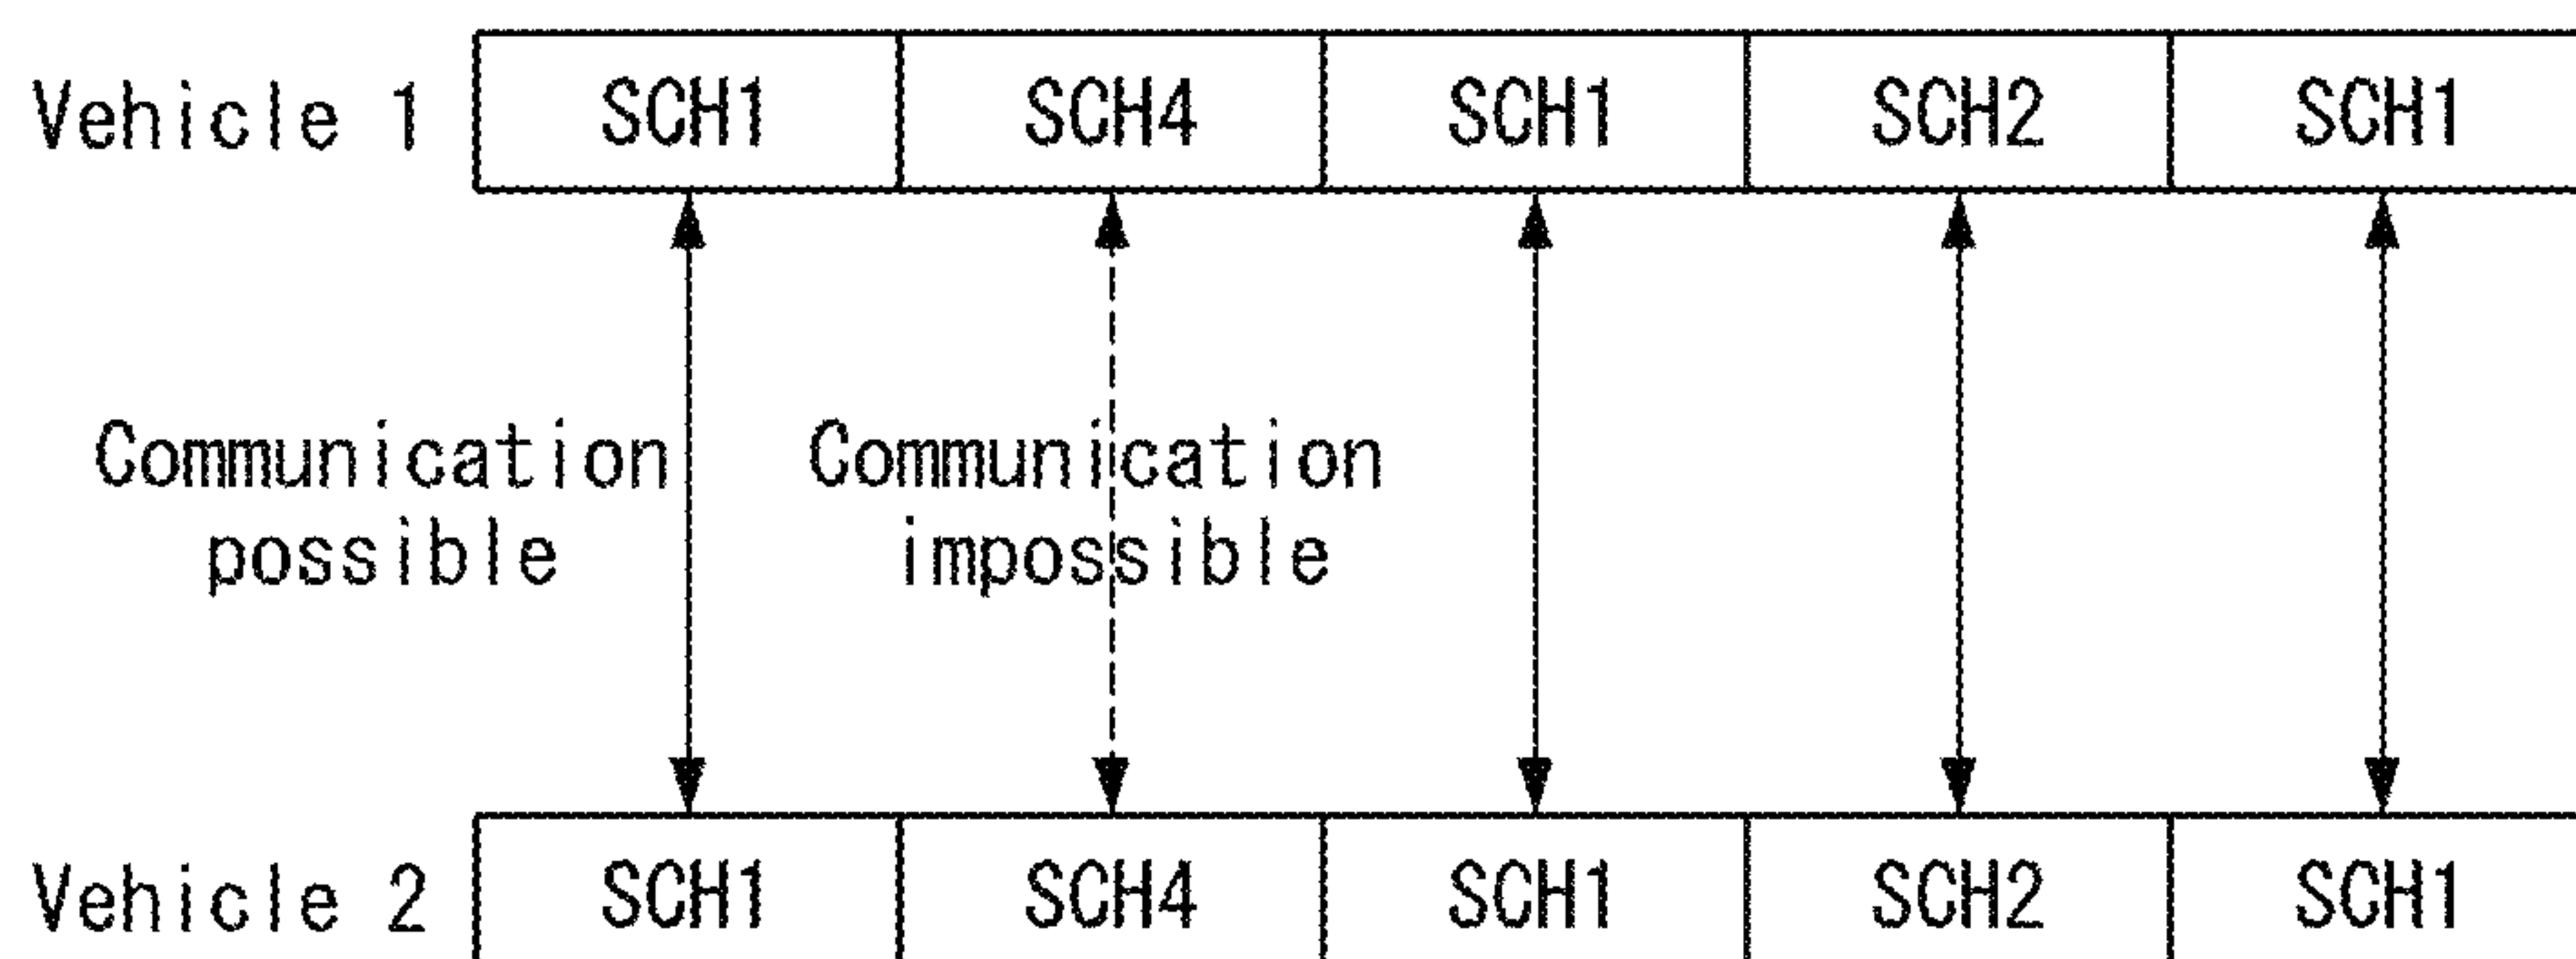 Vehicle 1 SCH1 SCH4 SCH1 SCH2 SCH1
Communication possible
Communication impossible
Vehicle 2 SCH1 SCH4 SCH1 SCH2 SCH1